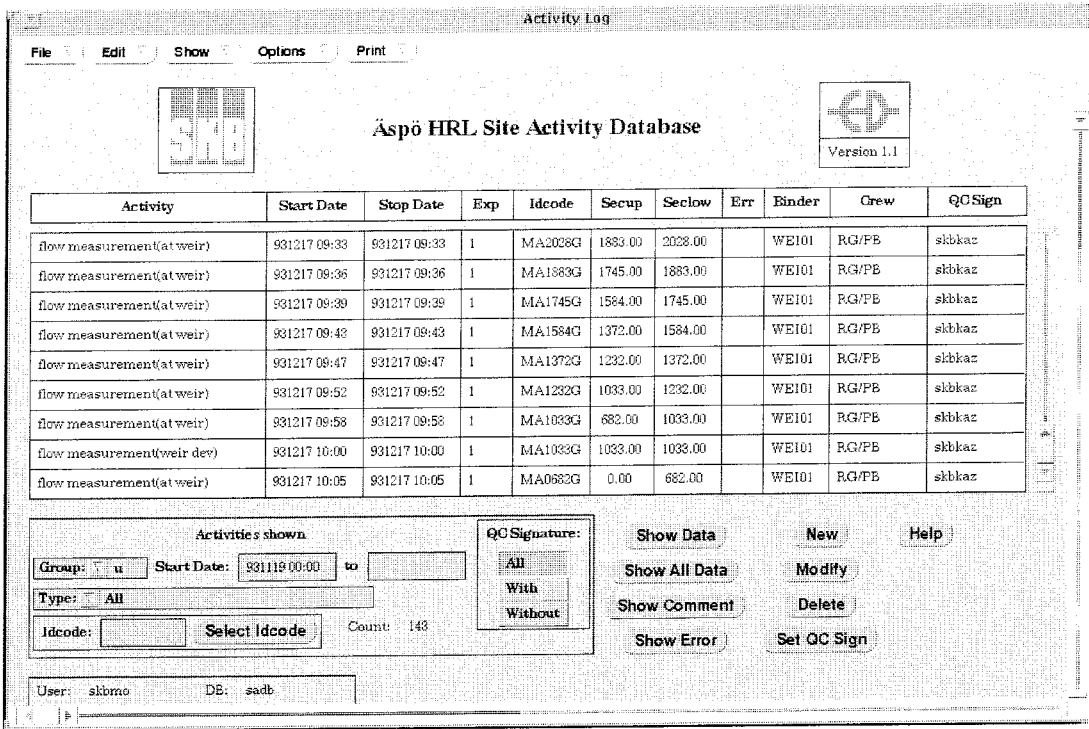 Activity Log
File Edit Show Options Print
SKB
Äspö HRL Site Activity Database
Version 1.1
Activity Start Date Stop Date Exp Idcode Secup Seclow Err Binder Crew QC Sign
flow measurement(at weir) 931217 09:33 931217 09:33 1 MA2028G 1883.00 2028.00 WEI01 RG/PB skbkaz
flow measurement(at weir) 931217 09:36 931217 09:36 1 MA1883G 1745.00 1883.00 WEI01 RG/PB skbkaz
flow measurement(at weir) 931217 09:39 931217 09:39 1 MA1745G 1584.00 1745.00 WEI01 RG/PB skbkaz
flow measurement(at weir) 931217 09:43 931217 09:43 1 MA1584G 1372.00 1584.00 WEI01 RG/PB skbkaz
flow measurement(at weir) 931217 09:47 931217 09:47 1 MA1372G 1232.00 1372.00 WEI01 RG/PB skbkaz
flow measurement(at weir) 931217 09:52 931217 09:52 1 MA1232G 1033.00 1232.00 WEI01 RG/PB skbkaz
flow measurement(at weir) 931217 09:58 931217 09:58 1 MA1033G 682.00 1033.00 WEI01 RG/PB skbkaz
flow measurement(weir dev) 931217 10:00 931217 10:00 1 MA1033G 1033.00 1033.00 WEI01 RG/PB skbkaz
flow measurement(at weir) 931217 10:05 931217 10:05 1 MA0682G 0.00 682.00 WEI01 RG/PB skbkaz
Activities shown QC Signature: Show Data New Help
Group: u Start Date: 931119 00:00 to All Show All Data Modify
Type: All With Show Comment Delete
Idcode: Select Idcode Count: 143 Without Show Error Set QC Sign
User: skbmo DB: sadb